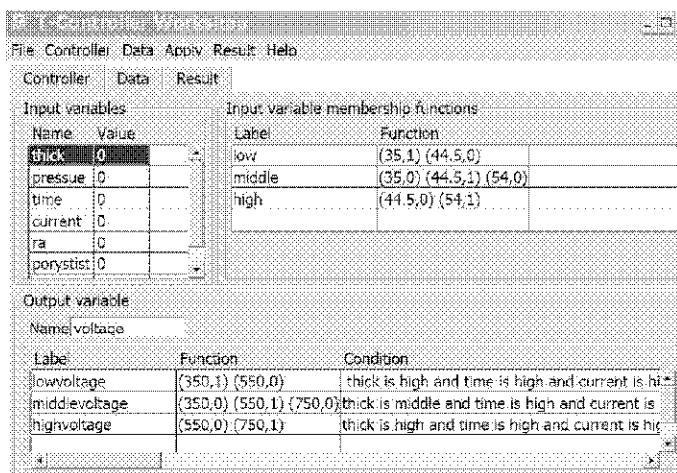 File Controller Data Apply Result Help
Controller Data Result
Input variables
Name Value
thick 0
pressue 0
time 0
current 0
ra 0
porystist 0
Input variable membership functions
Label Function
low (35,1) (44.5,0)
middle (35,0) (44.5,1) (54,0)
high (44.5,0) (54,1)
Output variable
Name voltage
Label Function Condition
lowvoltage (350,1) (550,0) thick is high and time is high and current is hi
middlevoltage (350,0) (550,1) (750,0) thick is middle and time is high and current is
highvoltage (550,0) (750,1) thick is high and time is high and current is hig